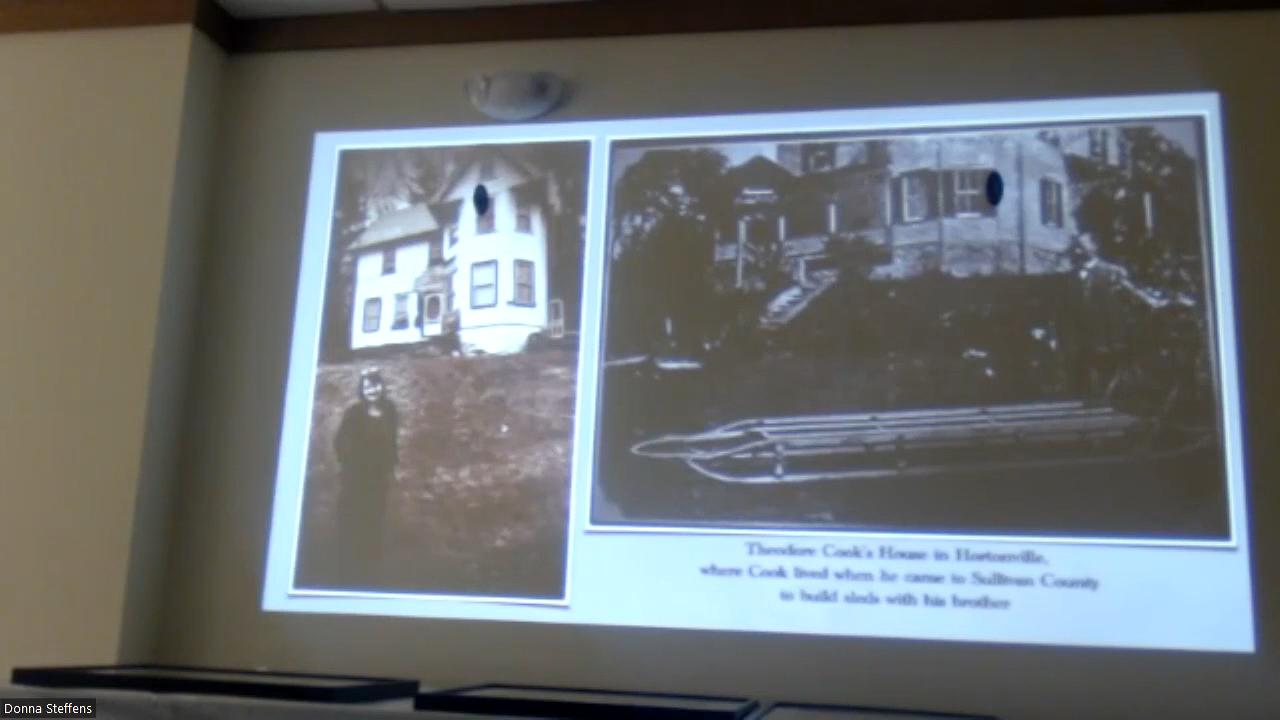 Theodore Cook's House in Hortonville,
where Cook lived when he came to Sullivan County
to build sleds with his brother
Donna Steffens